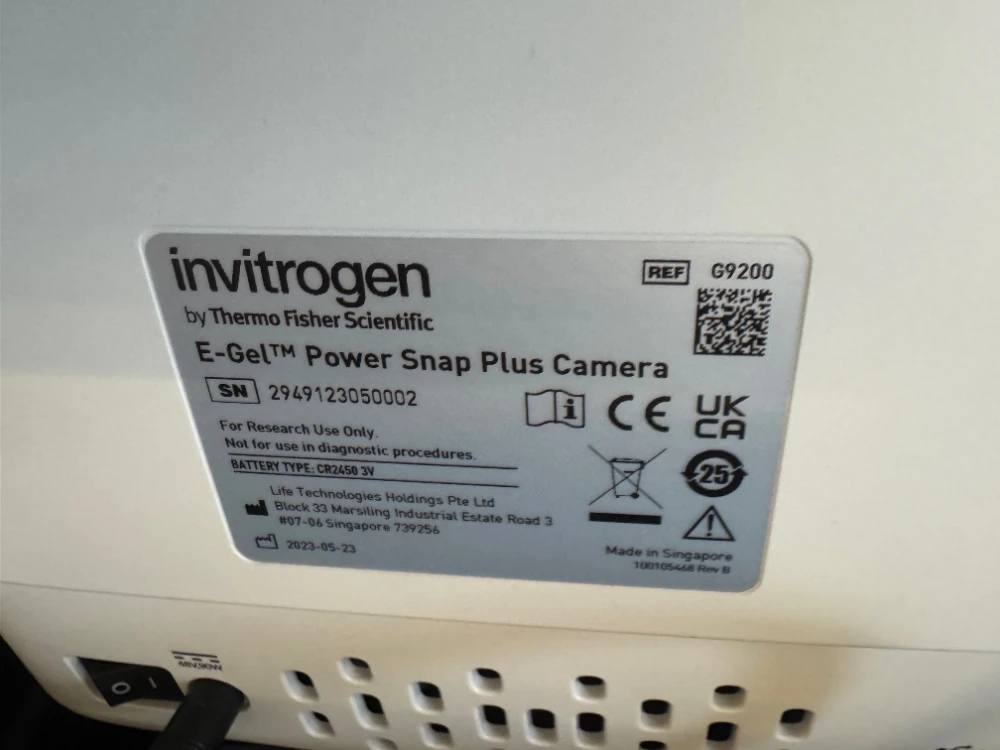 invitrogen
by Thermo Fisher Scientific
REF G9200
E-Gel™ Power Snap Plus Camera
SN 2949123050002
i CE UK
CA
For Research Use Only.
Not for use in diagnostic procedures.
BATTERY TYPE: CR2450 3V
25
Life Technologies Holdings Pte Ltd
Block 33 Marsiling Industrial Estate Road 3
#07-06 Singapore 739256
2023-05-23
Made in Singapore
100105468 Rev B